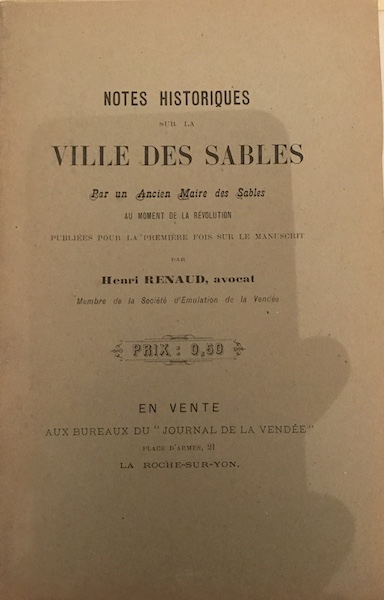 NOTES HISTORIQUES
SUR LA
VILLE DES SABLES
Par un Ancien Maire des Sables
AU MOMENT DE LA RÉVOLUTION
PUBLIÉES POUR LA PREMIÈRE FOIS SUR LE MANUSCRIT
PAR
Henri RENAUD, avocat
Membre de la Société d'Emulation de la Vendée
PRIX : 0,50
EN VENTE
AUX BUREAUX DU "JOURNAL DE LA VENDÉE"
PLACE D'ARMES, 21
LA ROCHE-SUR-YON.